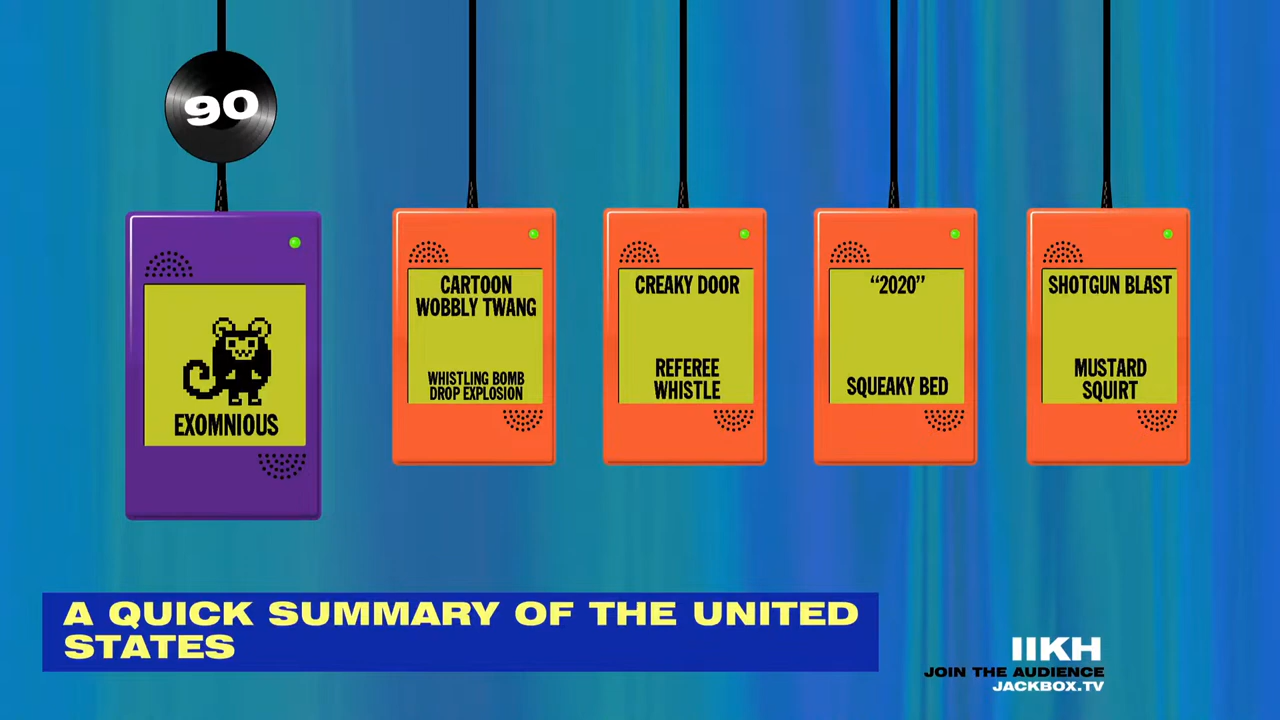 90
EXOMNIOUS
CARTOON
WOBBLY TWANG
WHISTLING BOMB
DROP EXPLOSION
CREAKY DOOR
REFEREE
WHISTLE
“2020”
SQUEAKY BED
SHOTGUN BLAST
MUSTARD
SQUIRT
A QUICK SUMMARY OF THE UNITED
STATES
IIKH
JOIN THE AUDIENCE
JACKBOX.TV